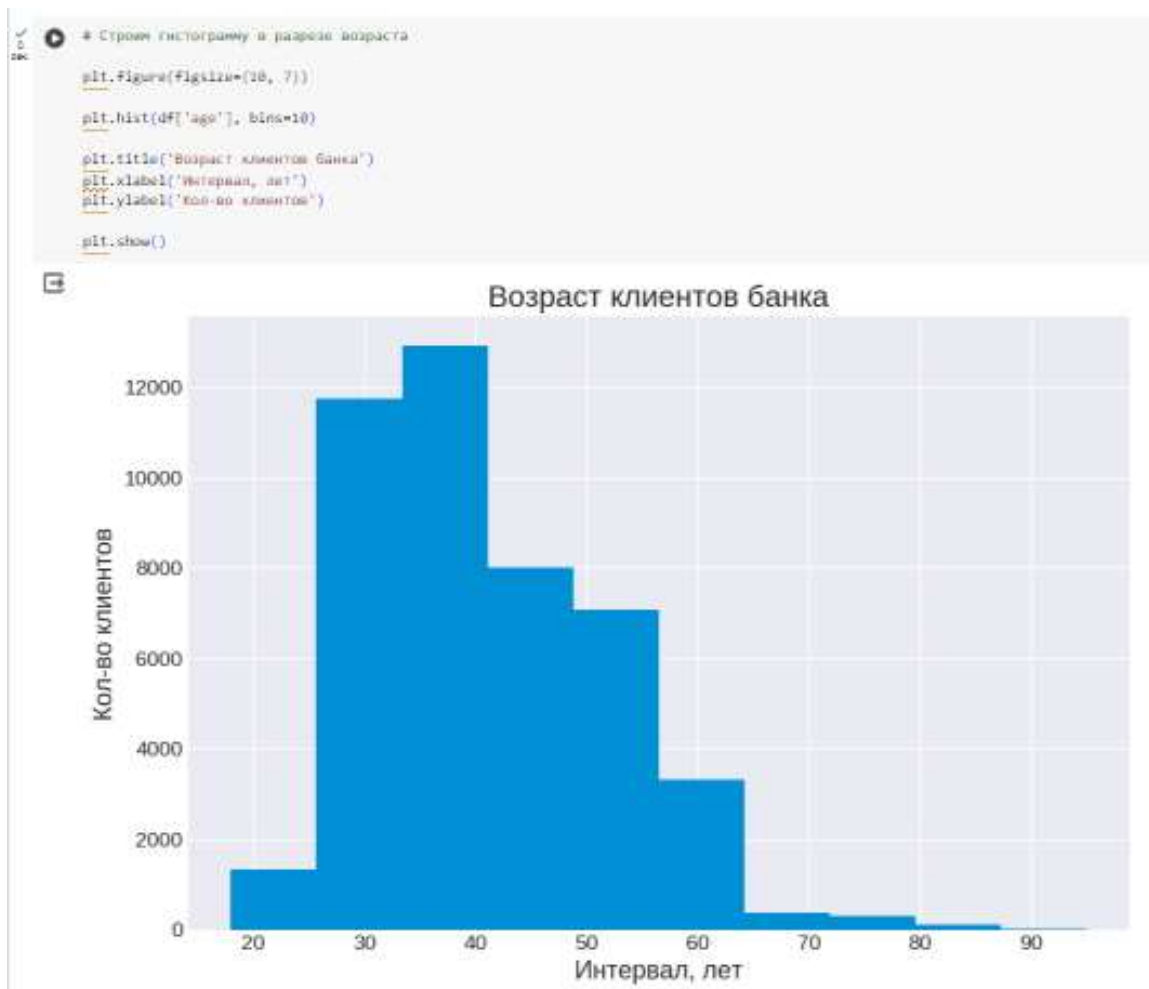 # Строим гистограмму в разрезе возраста
plt.figure(figsize=(10, 7))
plt.hist(df['age'], bins=10)
plt.title('Возраст клиентов банка')
plt.xlabel('Интервал, лет')
plt.ylabel('Кол-во клиентов')
plt.show()
Возраст клиентов банка
12000
10000
8000
6000
4000
2000
0
Кол-во клиентов
20 30 40 50 60 70 80 90
Интервал, лет